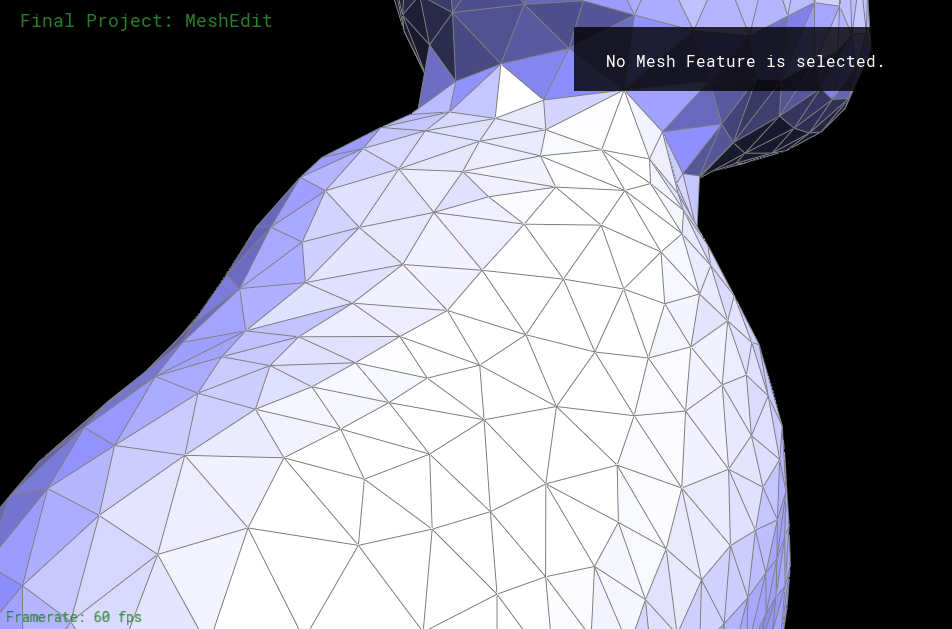 Final Project: MeshEdit
No Mesh Feature is selected.
Framerate: 60 fps